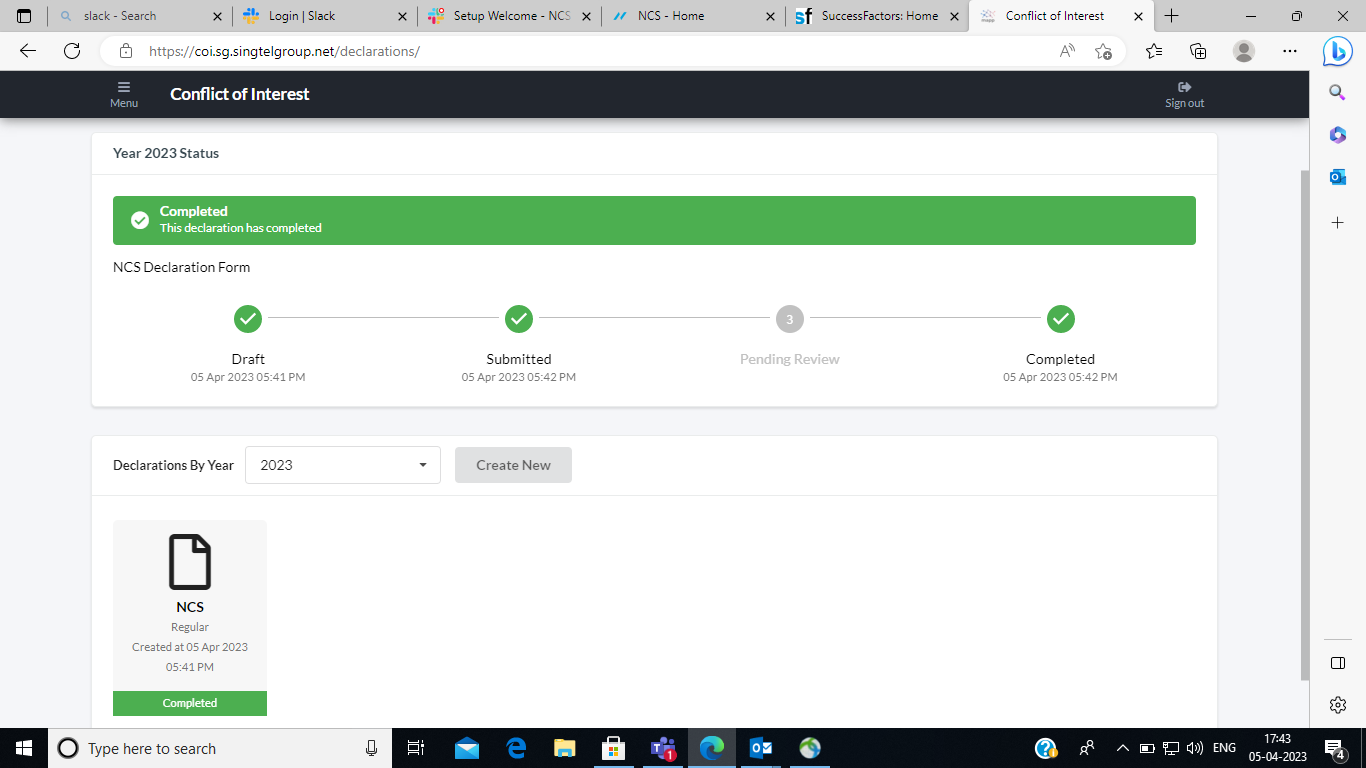 slack - Search
Login | Slack
Setup Welcome - NCS
NCS - Home
SuccessFactors: Home
Conflict of Interest
https://coi.sg.singtelgroup.net/declarations/
Menu
Conflict of Interest
Sign out
Year 2023 Status
Completed
This declaration has completed
NCS Declaration Form
3
Draft
Submitted
Pending Review
Completed
05 Apr 2023 05:41 PM
05 Apr 2023 05:42 PM
05 Apr 2023 05:42 PM
Declarations By Year
2023
Create New
NCS
Regular
Created at 05 Apr 2023
05:41 PM
Completed
Type here to search
1
ENG
17:43
05-04-2023
4